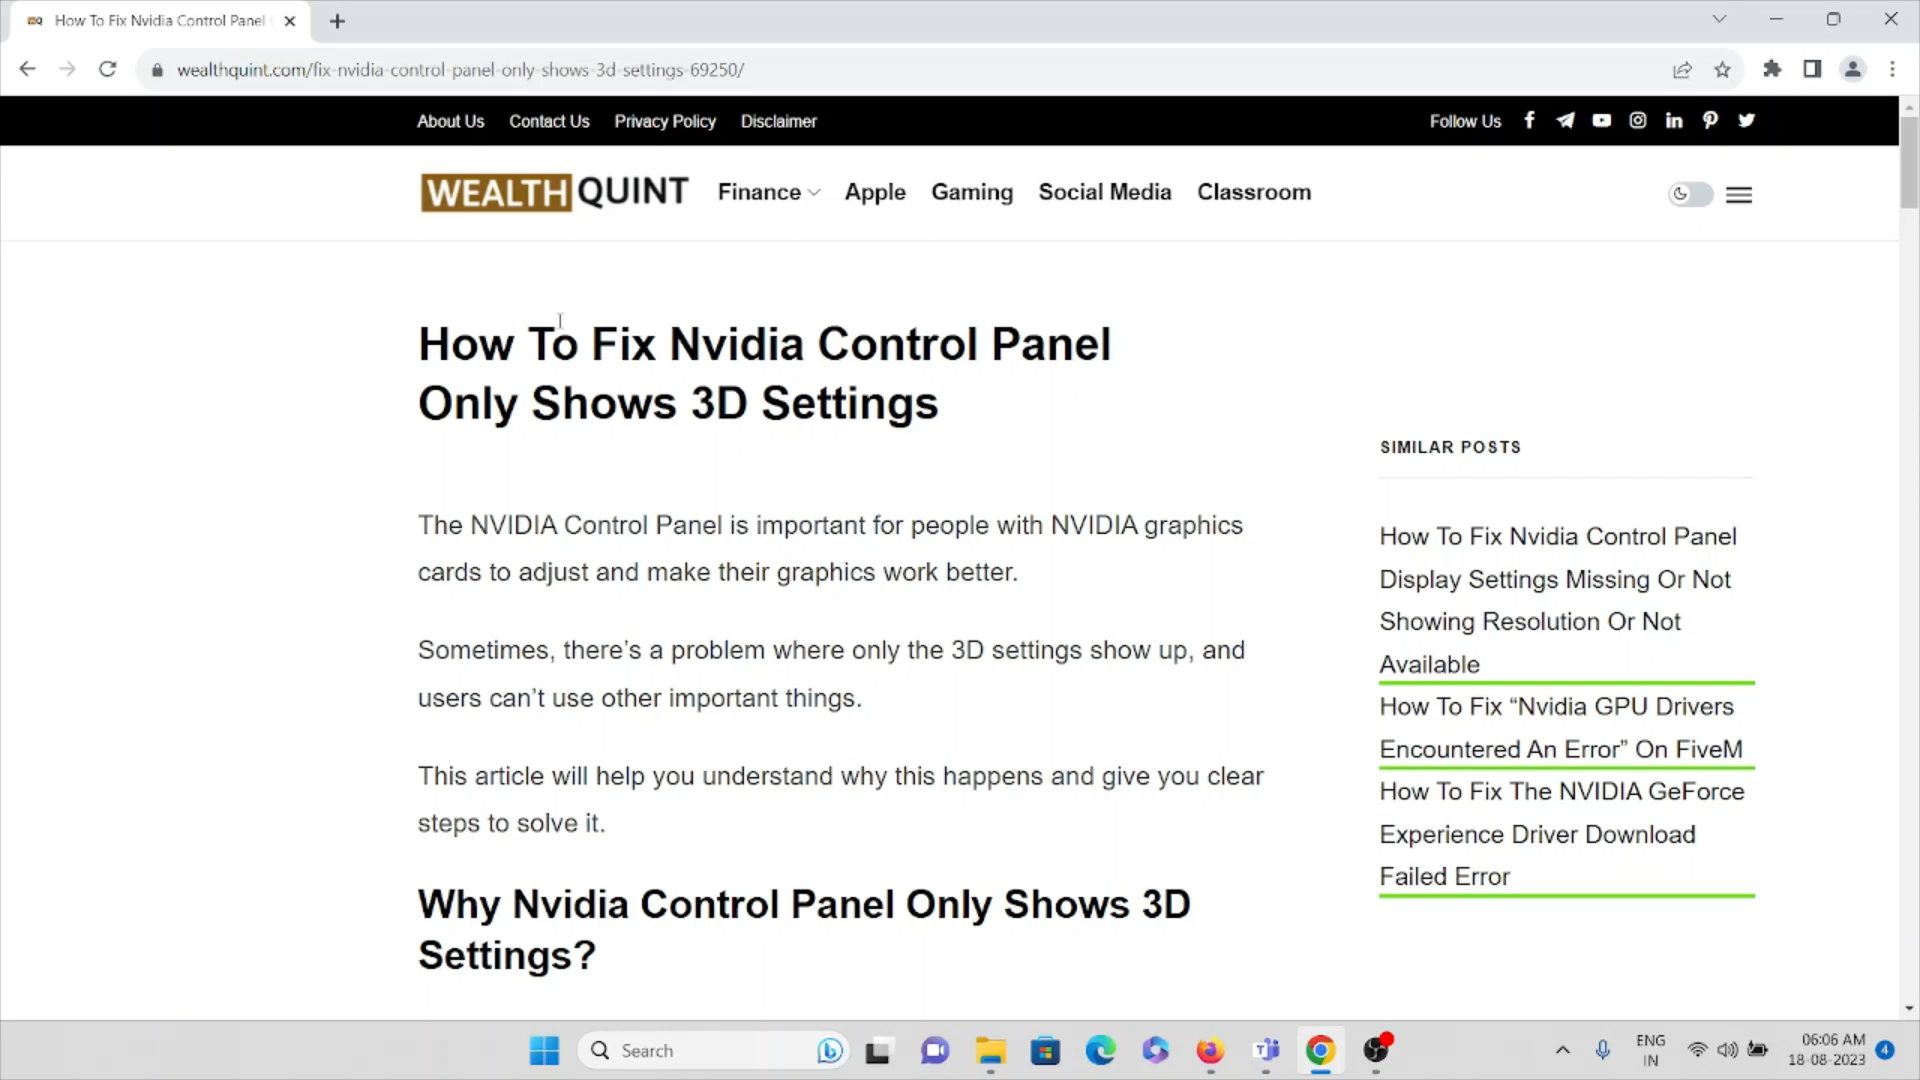 How To Fix Nvidia Control Panel
wealthquint.com/fix-nvidia-control-panel-only-shows-3d-settings-69250/
About Us Contact Us Privacy Policy Disclaimer
Follow Us
WEALTH QUINT
Finance Apple Gaming Social Media Classroom
How To Fix Nvidia Control Panel
Only Shows 3D Settings
The NVIDIA Control Panel is important for people with NVIDIA graphics
cards to adjust and make their graphics work better.
Sometimes, there’s a problem where only the 3D settings show up, and
users can’t use other important things.
This article will help you understand why this happens and give you clear
steps to solve it.
Why Nvidia Control Panel Only Shows 3D
Settings?
SIMILAR POSTS
How To Fix Nvidia Control Panel
Display Settings Missing Or Not
Showing Resolution Or Not
Available
How To Fix “Nvidia GPU Drivers
Encountered An Error” On FiveM
How To Fix The NVIDIA GeForce
Experience Driver Download
Failed Error
Search
ENG
IN
06:06 AM
18-08-2023
4